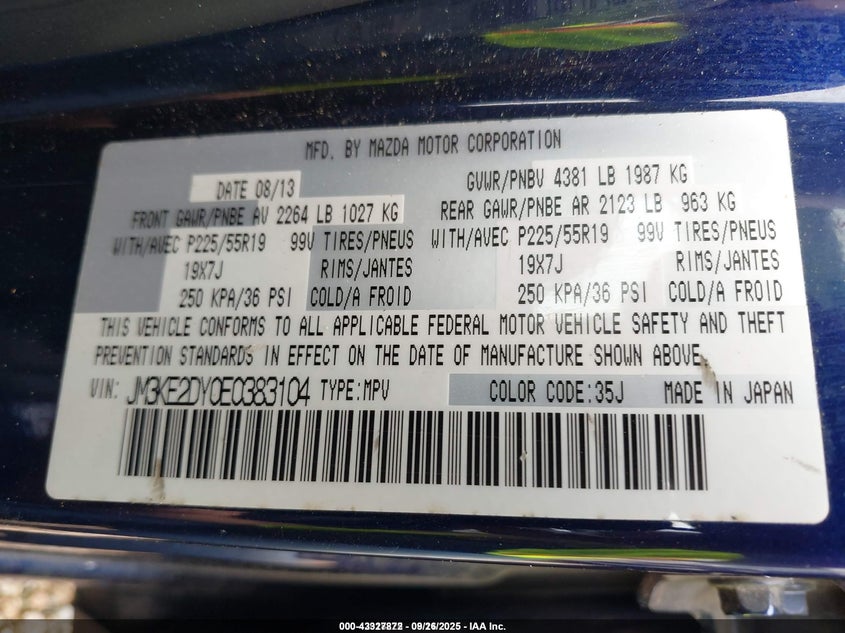 MFD. BY MAZDA MOTOR CORPORATION
DATE 08/13 GVWR/PNBV 4381 LB 1987 KG
FRONT GAWR/PNBE AV 2264 LB 1027 KG REAR GAWR/PNBE AR 2123 LB 963 KG
WITH/AVEC P225/55R19 99V TIRES/PNEUS WITH/AVEC P225/55R19 99V TIRES/PNEUS
19X7J RIMS/JANTES 19X7J RIMS/JANTES
250 KPA/36 PSI COLD/A FROID 250 KPA/36 PSI COLD/A FROID
THIS VEHICLE CONFORMS TO ALL APPLICABLE FEDERAL MOTOR VEHICLE SAFETY AND THEFT
PREVENTION STANDARDS IN EFFECT ON THE DATE OF MANUFACTURE SHOWN ABOVE.
VIN: JM3KE2DY0E0383104 TYPE:MPV COLOR CODE:35J MADE IN JAPAN
09/26/2025 - IAA Inc.